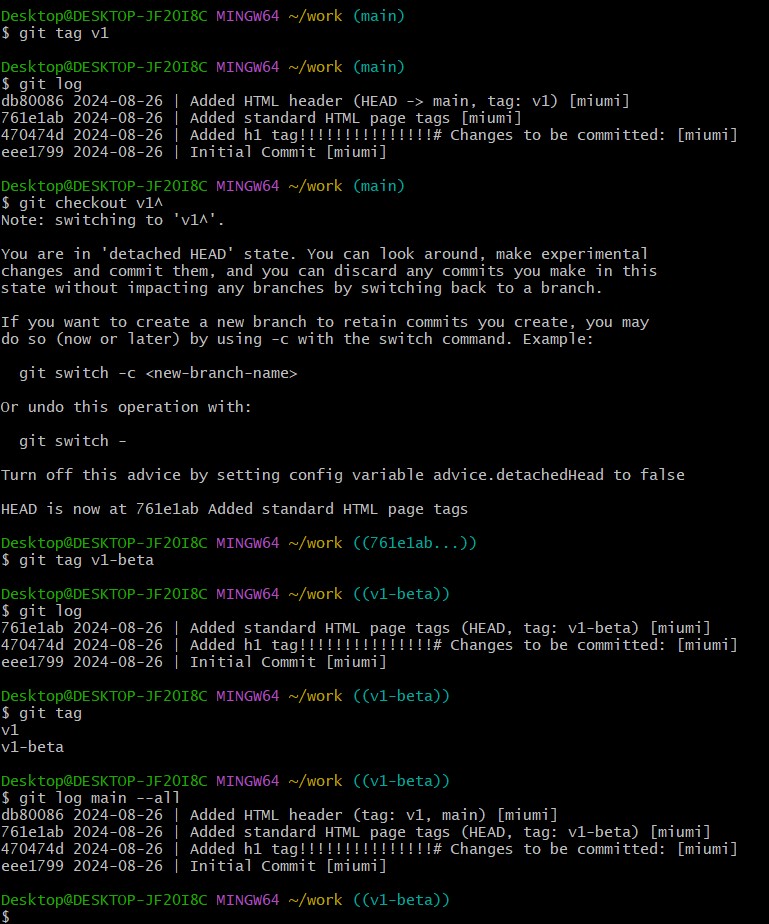 Desktop@DESKTOP-JF2OI8C MINGW64 ~/work (main)
$ git tag v1
Desktop@DESKTOP-JF2OI8C MINGW64 ~/work (main)
$ git log
db80086 2024-08-26 | Added HTML header (HEAD -> main, tag: v1) [miumi]
761e1ab 2024-08-26 | Added standard HTML page tags [miumi]
470474d 2024-08-26 | Added h1 tag!!!!!!!!!!!!!!!# Changes to be committed: [miumi]
eee1799 2024-08-26 | Initial Commit [miumi]
Desktop@DESKTOP-JF2OI8C MINGW64 ~/work (main)
$ git checkout v1^
Note: switching to 'v1^'.
You are in 'detached HEAD' state. You can look around, make experimental
changes and commit them, and you can discard any commits you make in this
state without impacting any branches by switching back to a branch.
If you want to create a new branch to retain commits you create, you may
do so (now or later) by using -c with the switch command. Example:
git switch -c <new-branch-name>
Or undo this operation with:
git switch -
Turn off this advice by setting config variable advice.detachedHead to false
HEAD is now at 761e1ab Added standard HTML page tags
Desktop@DESKTOP-JF2OI8C MINGW64 ~/work ((761e1ab...))
$ git tag v1-beta
Desktop@DESKTOP-JF2OI8C MINGW64 ~/work ((v1-beta))
$ git log
761e1ab 2024-08-26 | Added standard HTML page tags (HEAD, tag: v1-beta) [miumi]
470474d 2024-08-26 | Added h1 tag!!!!!!!!!!!!!!!# Changes to be committed: [miumi]
eee1799 2024-08-26 | Initial Commit [miumi]
Desktop@DESKTOP-JF2OI8C MINGW64 ~/work ((v1-beta))
$ git tag
v1
v1-beta
Desktop@DESKTOP-JF2OI8C MINGW64 ~/work ((v1-beta))
$ git log main --all
db80086 2024-08-26 | Added HTML header (tag: v1, main) [miumi]
761e1ab 2024-08-26 | Added standard HTML page tags (HEAD, tag: v1-beta) [miumi]
470474d 2024-08-26 | Added h1 tag!!!!!!!!!!!!!!!# Changes to be committed: [miumi]
eee1799 2024-08-26 | Initial Commit [miumi]
Desktop@DESKTOP-JF2OI8C MINGW64 ~/work ((v1-beta))
$